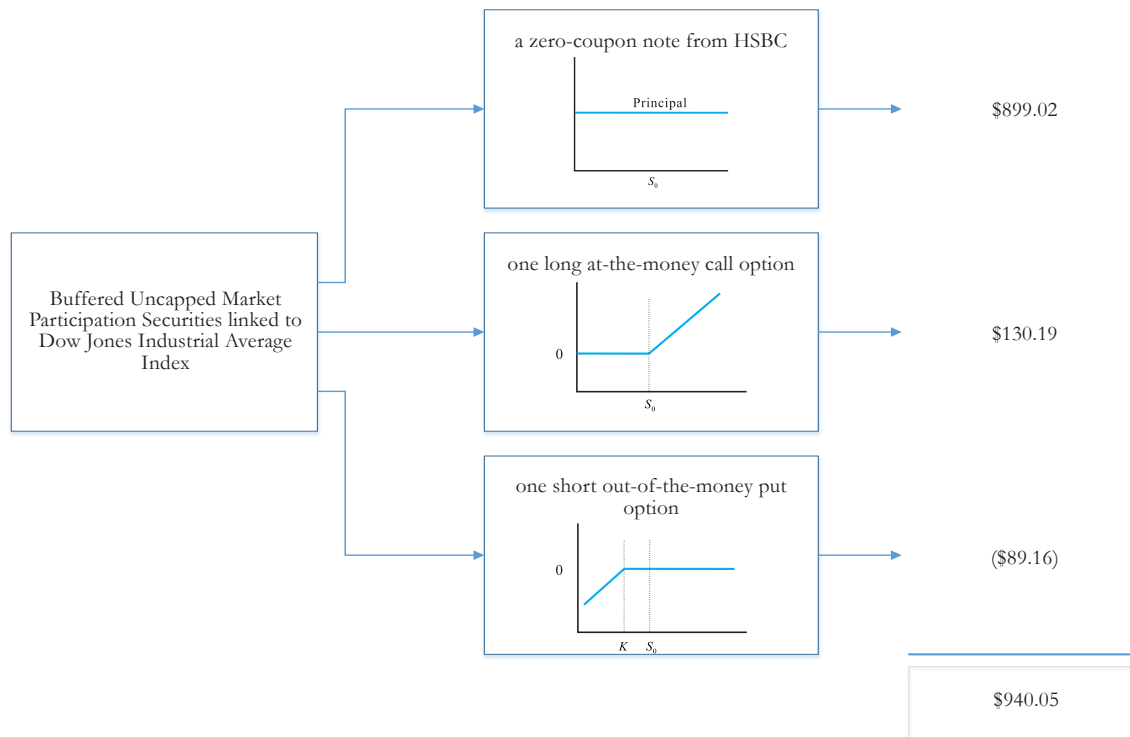 a zero-coupon note from HSBC
Principal
S₀
$899.02
Buffered Uncapped Market
Participation Securities linked to
Dow Jones Industrial Average
Index
one long at-the-money call option
0
S₀
$130.19
one short out-of-the-money put
option
0
K S₀
($89.16)
$940.05